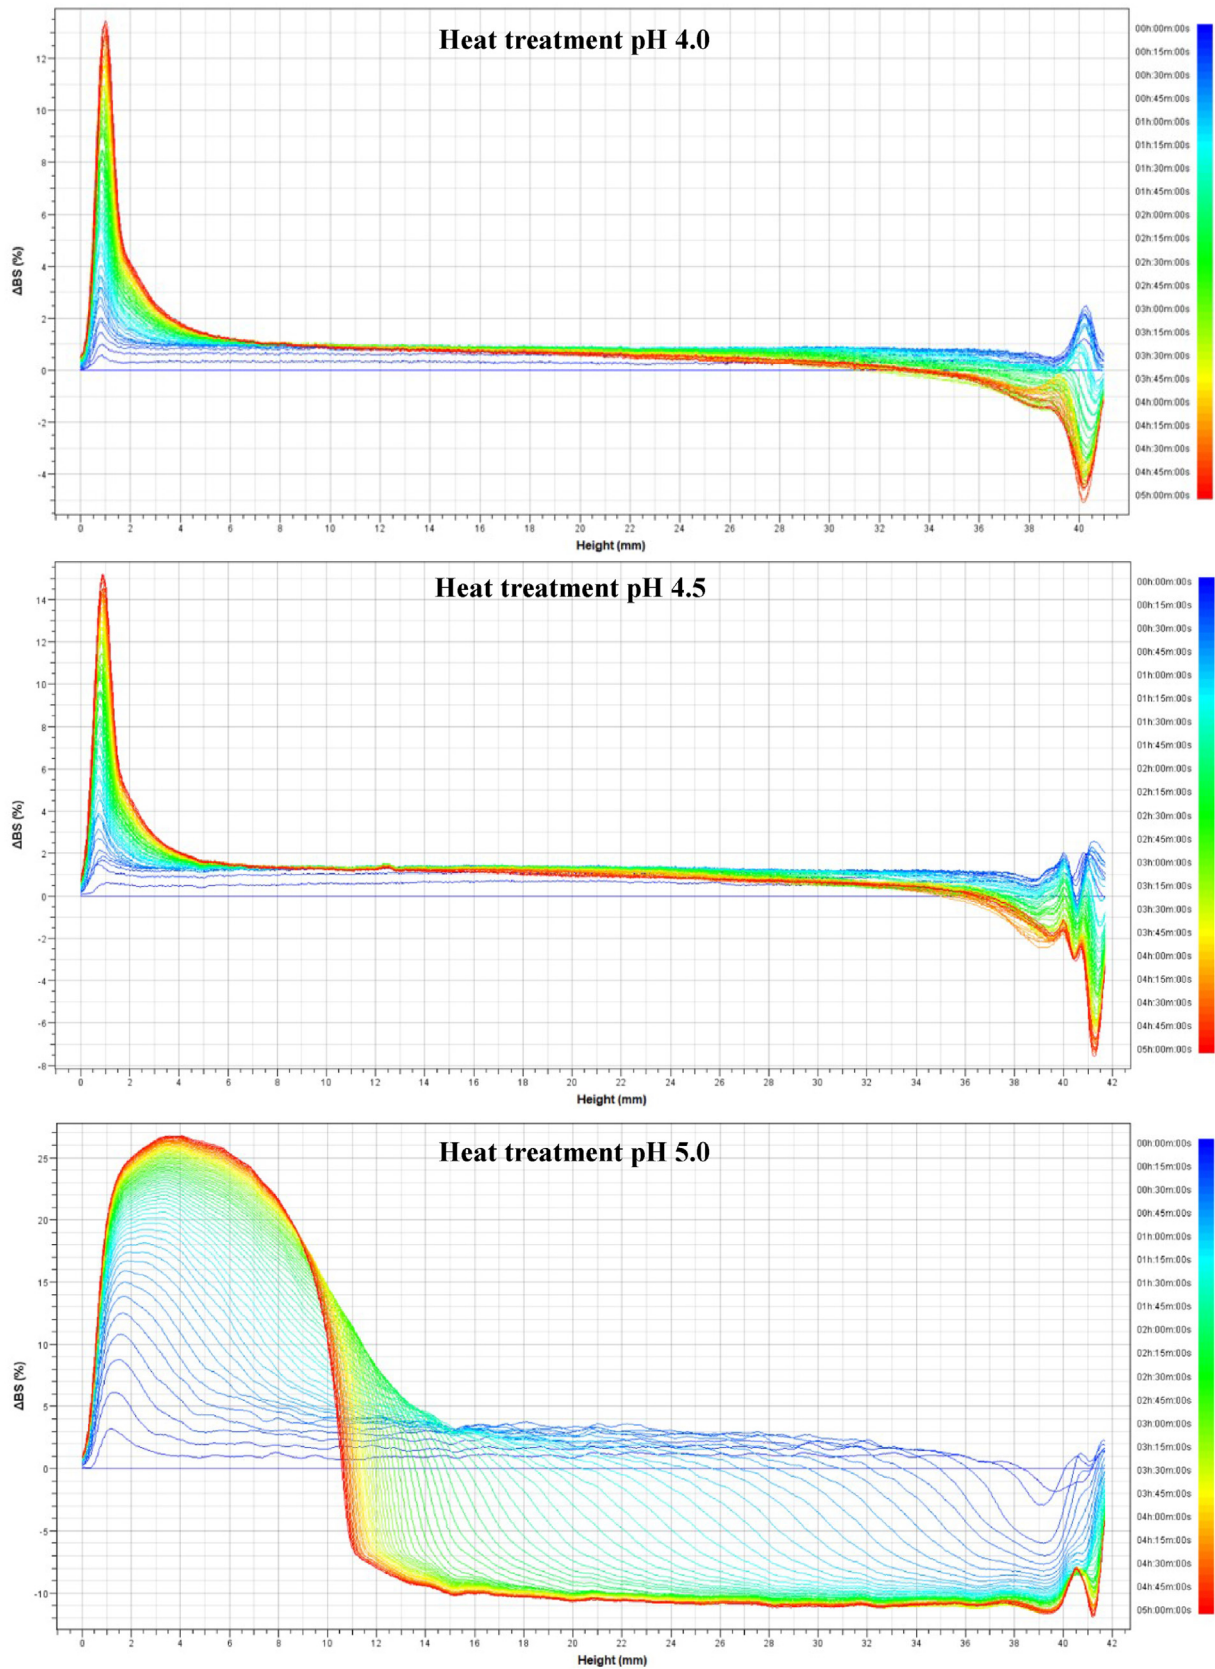 Heat treatment pH 4.0
ΔBS (%)
12
10
8
6
4
2
0
-2
-4
0 2 4 6 8 10 12 14 16 18 20 22 24 26 28 30 32 34 36 38 40
Height (mm)
00h:00m:00s
00h:15m:00s
00h:30m:00s
00h:45m:00s
01h:00m:00s
01h:15m:00s
01h:30m:00s
01h:45m:00s
02h:00m:00s
02h:15m:00s
02h:30m:00s
02h:45m:00s
03h:00m:00s
03h:15m:00s
03h:30m:00s
03h:45m:00s
04h:00m:00s
04h:15m:00s
04h:30m:00s
04h:45m:00s
05h:00m:00s
Heat treatment pH 4.5
ΔBS (%)
14
12
10
8
6
4
2
0
-2
-4
-6
-8
0 2 4 6 8 10 12 14 16 18 20 22 24 26 28 30 32 34 36 38 40 42
Height (mm)
00h:00m:00s
00h:15m:00s
00h:30m:00s
00h:45m:00s
01h:00m:00s
01h:15m:00s
01h:30m:00s
01h:45m:00s
02h:00m:00s
02h:15m:00s
02h:30m:00s
02h:45m:00s
03h:00m:00s
03h:15m:00s
03h:30m:00s
03h:45m:00s
04h:00m:00s
04h:15m:00s
04h:30m:00s
04h:45m:00s
05h:00m:00s
Heat treatment pH 5.0
ΔBS (%)
25
20
15
10
5
0
-5
-10
0 2 4 6 8 10 12 14 16 18 20 22 24 26 28 30 32 34 36 38 40 42
Height (mm)
00h:00m:00s
00h:15m:00s
00h:30m:00s
00h:45m:00s
01h:00m:00s
01h:15m:00s
01h:30m:00s
01h:45m:00s
02h:00m:00s
02h:15m:00s
02h:30m:00s
02h:45m:00s
03h:00m:00s
03h:15m:00s
03h:30m:00s
03h:45m:00s
04h:00m:00s
04h:15m:00s
04h:30m:00s
04h:45m:00s
05h:00m:00s